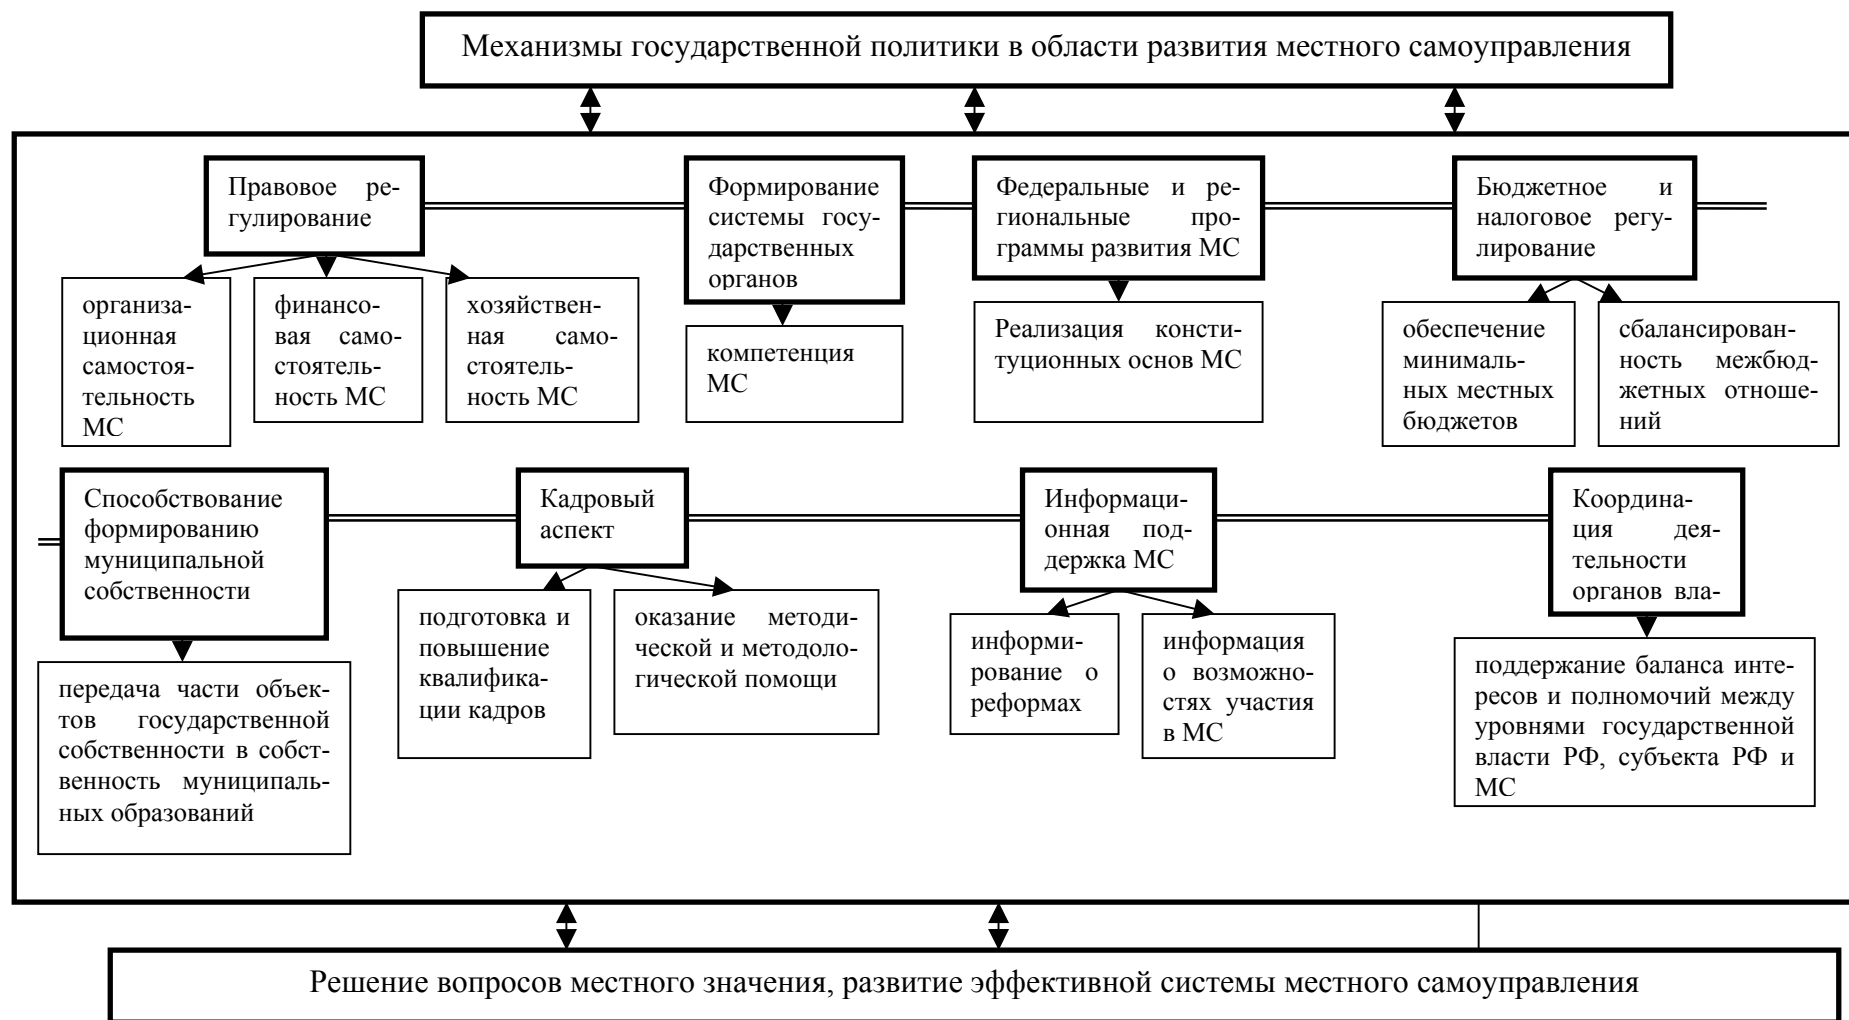 Механизмы государственной политики в области развития местного самоуправления
Правовое ре-
гулирование
Формирование
системы госу-
дарственных
органов
Федеральные и ре-
гиональные про-
граммы развития МС
Бюджетное и
налоговое регу-
лирование
организа-
ционная
самостоя-
тельность
МС
финансо-
вая само-
стоятель-
ность МС
хозяйствен-
ная само-
стоятель-
ность МС
компетенция
МС
Реализация консти-
туционных основ МС
обеспечение
минималь-
ных местных
бюджетов
сбалансирован-
ность межбюд-
жетных отноше-
ний
Способствование
формированию
муниципальной
собственности
Кадровый
аспект
Информаци-
онная под-
держка МС
Координа-
ция дея-
тельности
органов вла-
передача части объек-
тов государственной
собственности в собст-
венность муниципаль-
ных образований
подготовка и
повышение
квалифика-
ции кадров
оказание методи-
ческой и методоло-
гической помощи
информи-
рование о
реформах
информация
о возможно-
стях участия
в МС
поддержание баланса инте-
ресов и полномочий между
уровнями государственной
власти РФ, субъекта РФ и
МС
Решение вопросов местного значения, развитие эффективной системы местного самоуправления